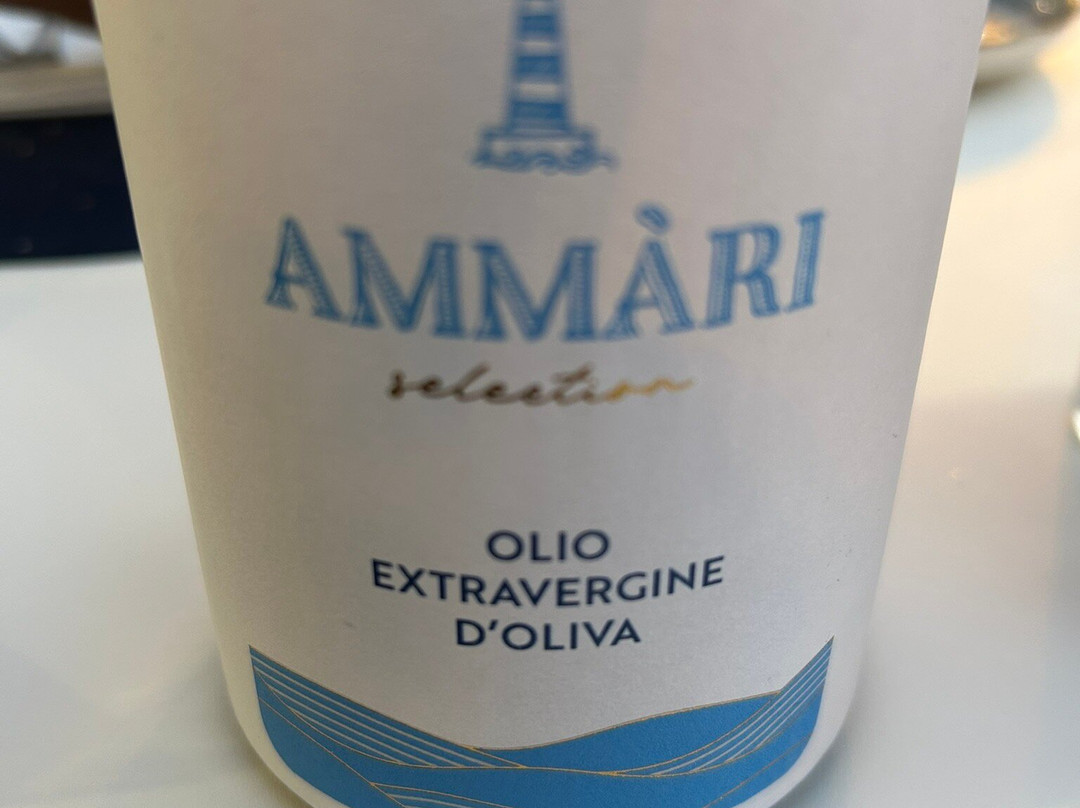 AMMÀRI
selection
OLIO
EXTRAVERGINE
D'OLIVA